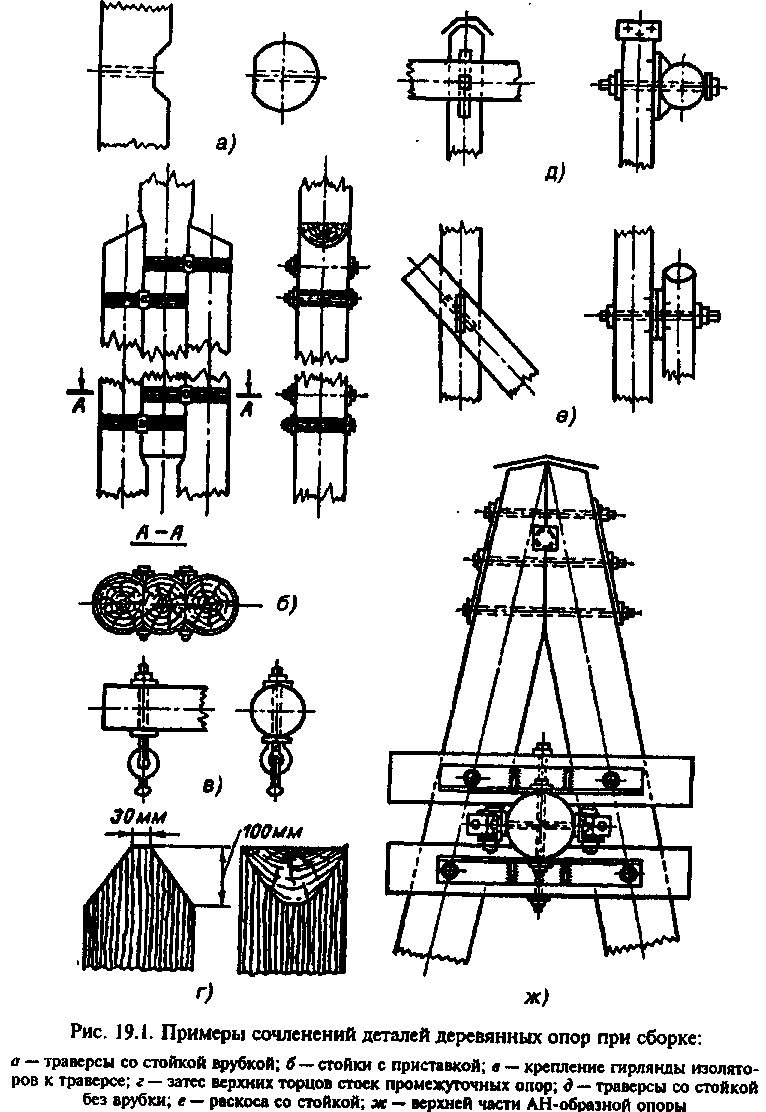 а)
д)
А
А
е)
А – А
б)
в)
30мм
100мм
г)
ж)
Рис. 19.1. Примеры сочленений деталей деревянных опор при сборке:
а — траверсы со стойкой врубкой; б — стойки с приставкой; в — крепление гирлянды изолято-
ров к траверсе; г — затес верхних торцов стоек промежуточных опор; д — траверсы со стойкой
без врубки; е — раскоса со стойкой; ж — верхней части АН-образной опоры